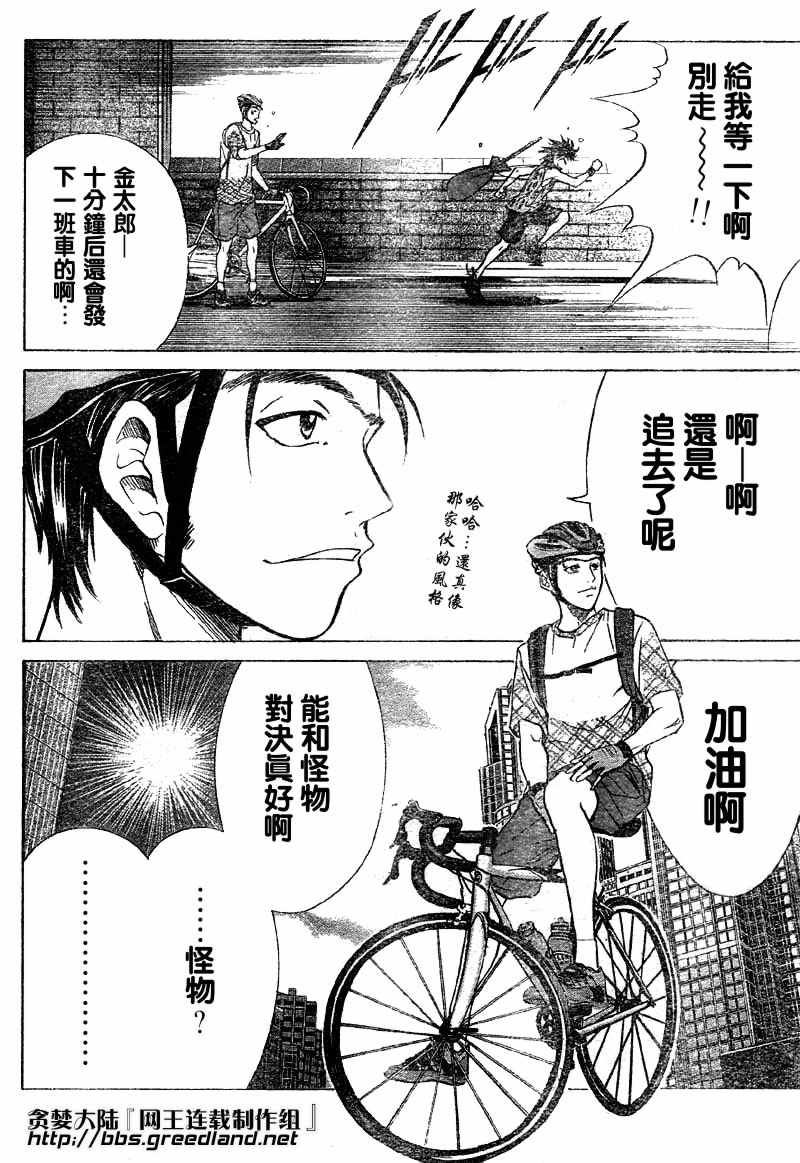 給我等一下啊
別走～～～!!
ドドド
金太郎—
十分鐘后還會發
下一班車的啊…
啊—啊
還是
追去了呢
哈哈…還真像
那家伙的風格
加油啊
能和怪物
對決真好啊
……怪物？
…………………
贪婪大陆『网王连载制作组』
http://bbs.greedland.net